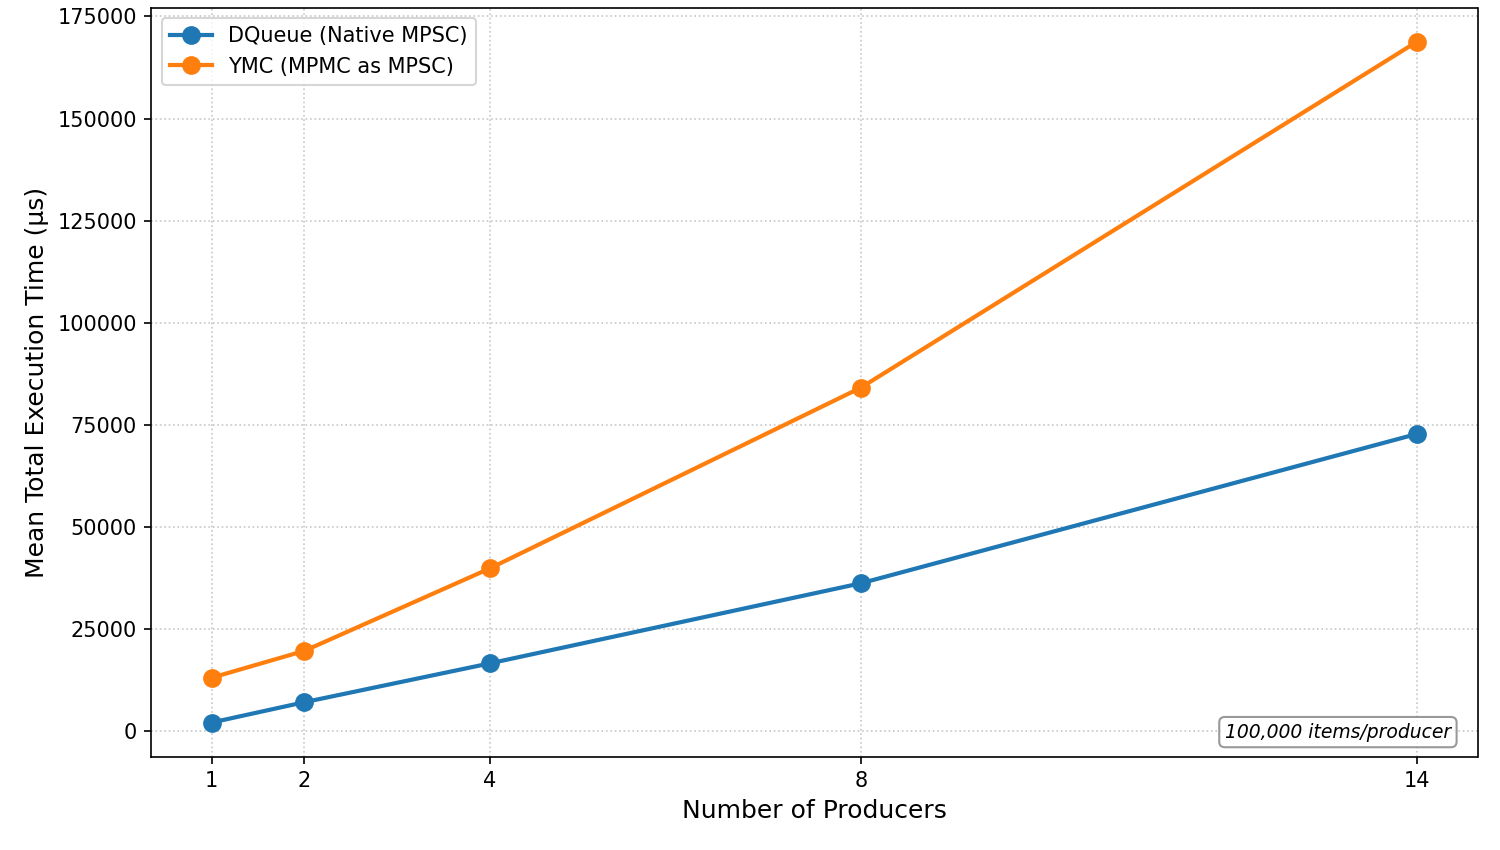 DQueue (Native MPSC)
YMC (MPMC as MPSC)
175000
150000
125000
100000
75000
50000
25000
0
Mean Total Execution Time (µs)
100,000 items/producer
1 2 4 8 14
Number of Producers